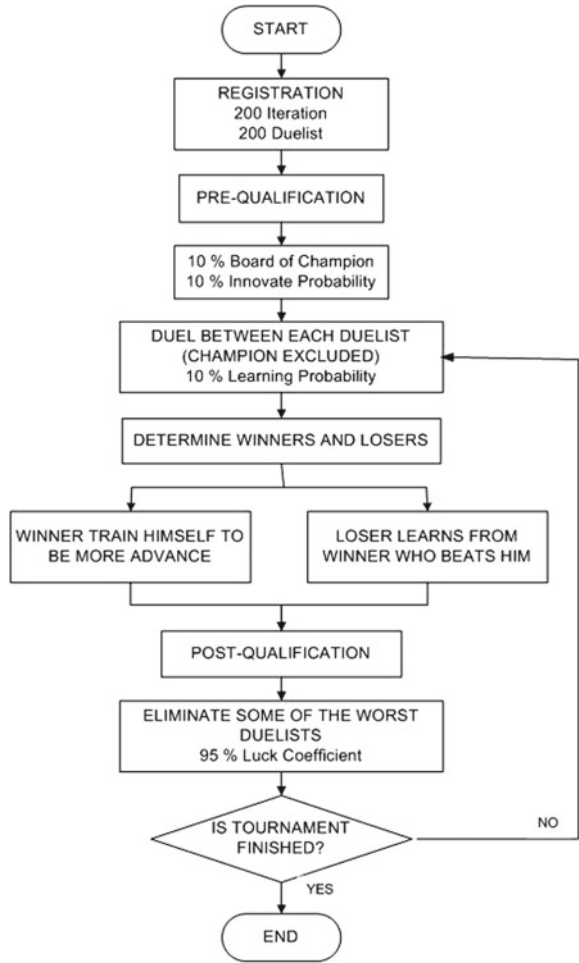 START
REGISTRATION
200 Iteration
200 Duelist
PRE-QUALIFICATION
10 % Board of Champion
10 % Innovate Probability
DUEL BETWEEN EACH DUELIST
(CHAMPION EXCLUDED)
10 % Learning Probability
DETERMINE WINNERS AND LOSERS
WINNER TRAIN HIMSELF TO
BE MORE ADVANCE
LOSER LEARNS FROM
WINNER WHO BEATS HIM
POST-QUALIFICATION
ELIMINATE SOME OF THE WORST
DUELISTS
95 % Luck Coefficient
IS TOURNAMENT
FINISHED?
NO
YES
END